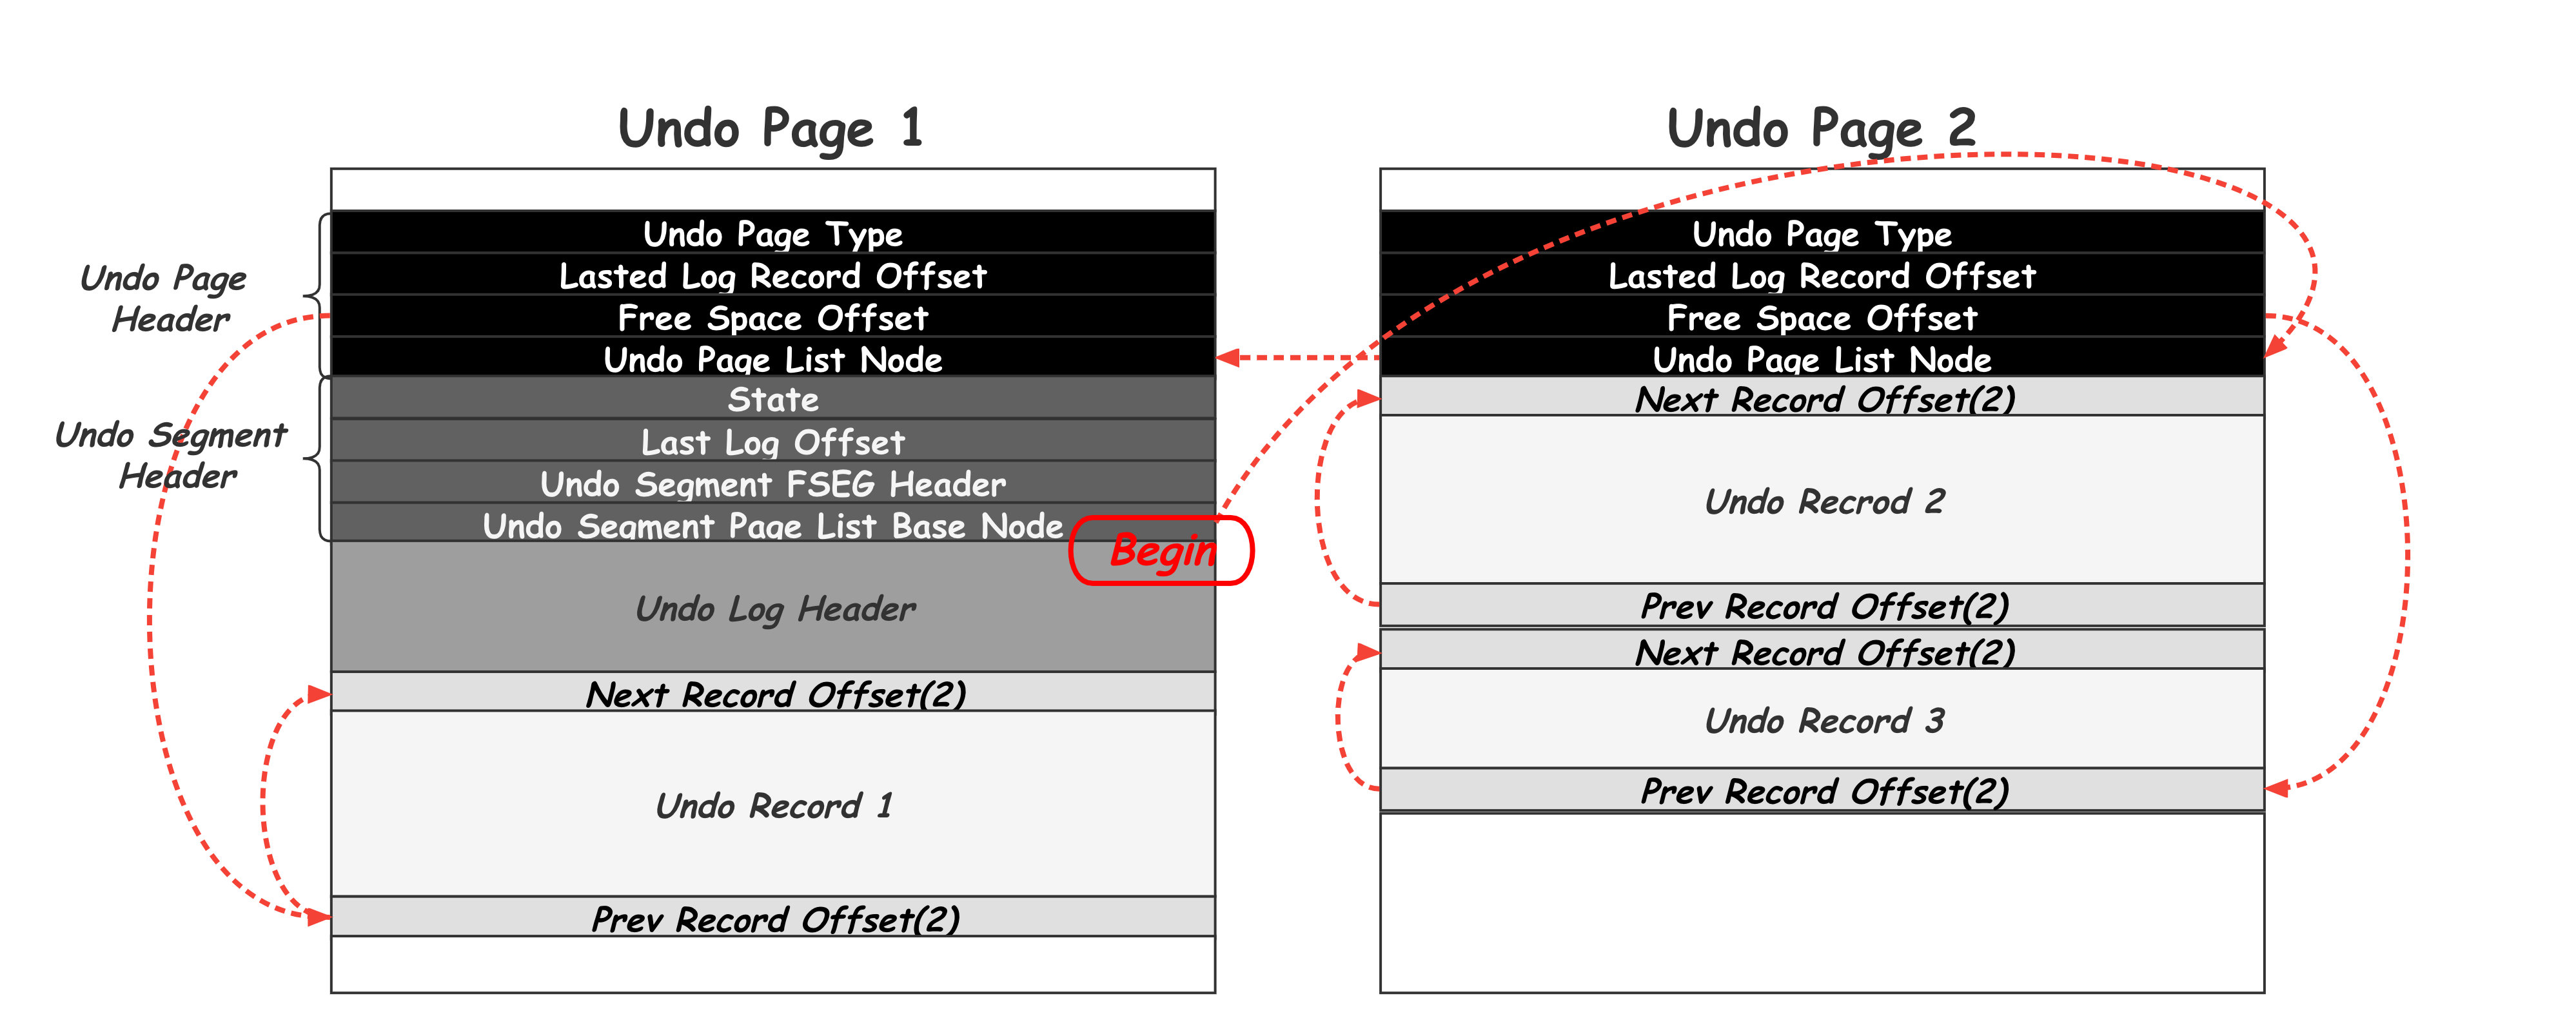 Undo Page 1
Undo Page Type
Lasted Log Record Offset
Free Space Offset
Undo Page List Node
Undo Page
Header
State
Last Log Offset
Undo Segment FSEG Header
Undo Segment Page List Base Node
Undo Segment
Header
Begin
Undo Log Header
Next Record Offset(2)
Undo Record 1
Prev Record Offset(2)
Undo Page 2
Undo Page Type
Lasted Log Record Offset
Free Space Offset
Undo Page List Node
Next Record Offset(2)
Undo Recrod 2
Prev Record Offset(2)
Next Record Offset(2)
Undo Record 3
Prev Record Offset(2)